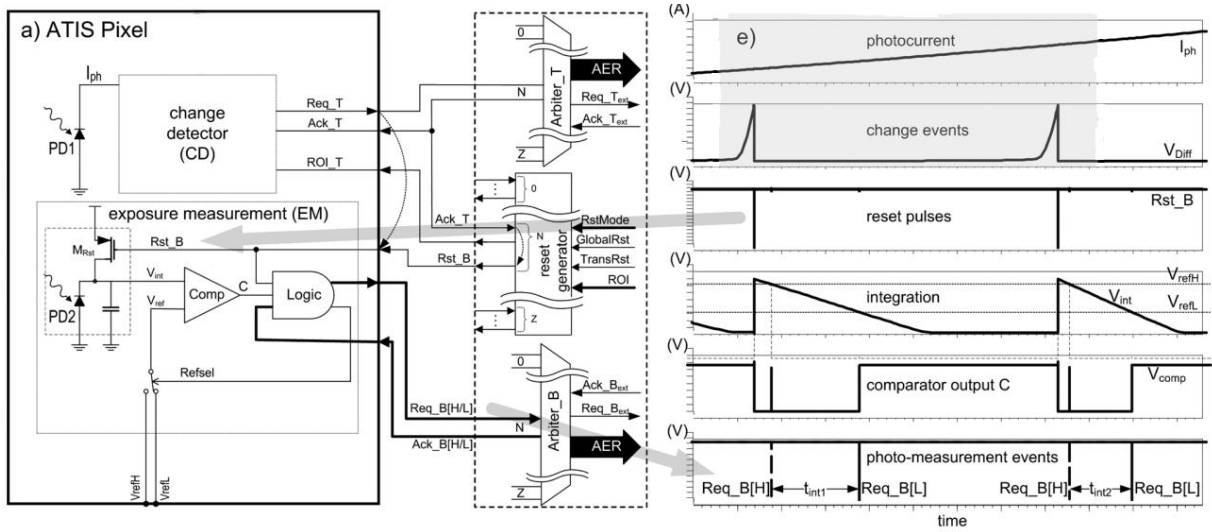 a) ATIS Pixel
I_ph
PD1
change
detector
(CD)
Req_T
Ack_T
ROI_T
exposure measurement (EM)
M_Rst
Rst_B
V_int
V_ref
PD2
Comp
C
Logic
Refsel
VrefH
VrefL
0
N
Z
Arbiter_T
AER
Req_T_ext
Ack_T_ext
0
Ack_T
N
Rst_B
Z
reset
generator
RstMode
GlobalRst
TransRst
ROI
0
Req_B[H/L]
N
Ack_B[H/L]
Z
Arbiter_B
Ack_B_ext
Req_B_ext
AER
(A)
e)
photocurrent
I_ph
(V)
change events
V_Diff
(V)
Rst_B
reset pulses
(V)
V_refH
integration
V_int
V_refL
(V)
comparator output C
V_comp
(V)
photo-measurement events
Req_B[H]
t_int1
Req_B[L]
Req_B[H]
t_int2
Req_B[L]
time